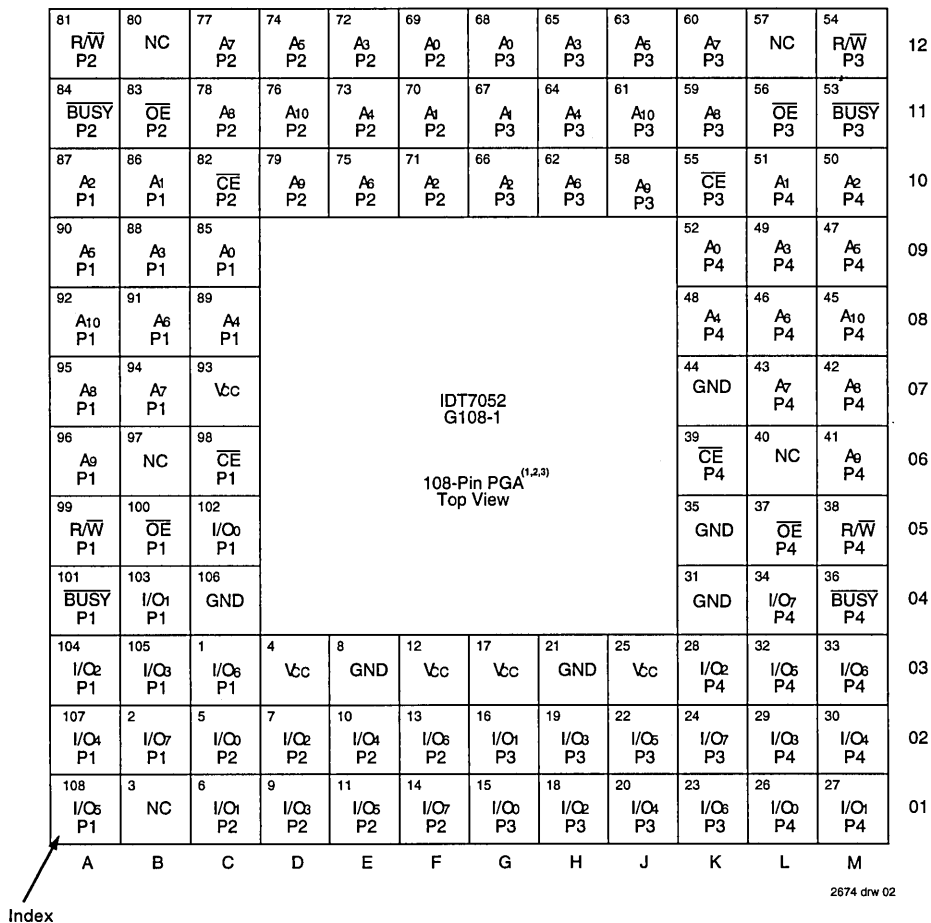 81 80 77 74 72 69 68 65 63 60 57 54
R/W̅ NC A7 A5 A3 A0 A0 A3 A5 A7 NC R/W̅ 12
P2 P2 P2 P2 P2 P3 P3 P3 P3 P3
84 83 78 76 73 70 67 64 61 59 56 53
B̅U̅S̅Y̅ O̅E̅ A8 A10 A4 A1 A1 A4 A10 A8 O̅E̅ B̅U̅S̅Y̅ 11
P2 P2 P2 P2 P2 P2 P3 P3 P3 P3 P3 P3
87 86 82 79 75 71 66 62 58 55 51 50
A2 A1 C̅E̅ A9 A6 A2 A2 A6 A9 C̅E̅ A1 A2 10
P1 P1 P2 P2 P2 P2 P3 P3 P3 P3 P4 P4
90 88 85 52 49 47
A5 A3 A0 A0 A3 A5 09
P1 P1 P1 P4 P4 P4
92 91 89 48 46 45
A10 A6 A4 A4 A6 A10 08
P1 P1 P1 P4 P4 P4
95 94 93 44 43 42
A8 A7 VCC GND A7 A8 07
P1 P1 P4 P4
IDT7052
G108-1
96 97 98 39 40 41
A9 NC C̅E̅ C̅E̅ NC A9 06
P1 P1 P4 P4
108-Pin PGA(1,2,3)
Top View
99 100 102 35 37 38
R/W̅ O̅E̅ I/O0 GND O̅E̅ R/W̅ 05
P1 P1 P1 P4 P4
101 103 106 31 34 36
B̅U̅S̅Y̅ I/O1 GND GND I/O7 B̅U̅S̅Y̅ 04
P1 P1 P4 P4
104 105 1 4 8 12 17 21 25 28 32 33
I/O2 I/O3 I/O6 VCC GND VCC VCC GND VCC I/O2 I/O5 I/O6 03
P1 P1 P1 P4 P4 P4
107 2 5 7 10 13 16 19 22 24 29 30
I/O4 I/O7 I/O0 I/O2 I/O4 I/O6 I/O1 I/O3 I/O5 I/O7 I/O3 I/O4 02
P1 P1 P2 P2 P2 P2 P3 P3 P3 P3 P4 P4
108 3 6 9 11 14 15 18 20 23 26 27
I/O5 NC I/O1 I/O3 I/O5 I/O7 I/O0 I/O2 I/O4 I/O6 I/O0 I/O1 01
P1 P2 P2 P2 P2 P3 P3 P3 P3 P4 P4
A B C D E F G H J K L M
2674 drw 02
Index